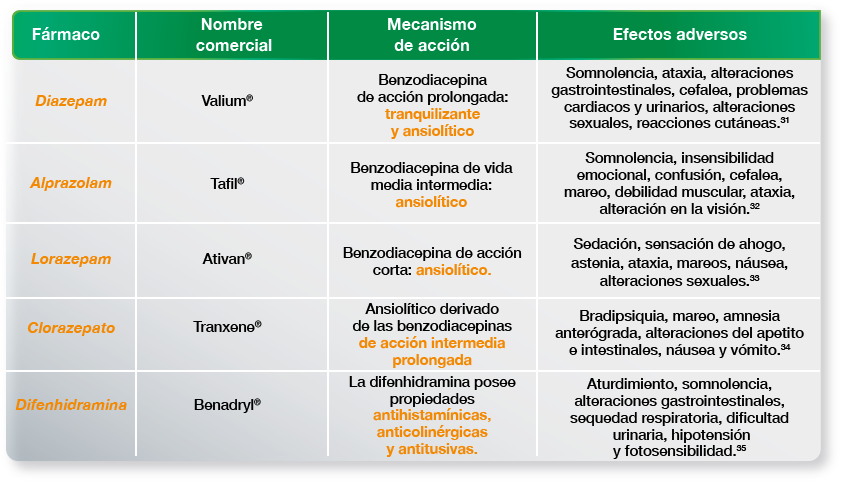 Fármaco
Nombre
comercial
Mecanismo
de acción
Efectos adversos
Diazepam
Valium®
Benzodiacepina
de acción prolongada:
tranquilizante
y ansiolítico
Somnolencia, ataxia, alteraciones
gastrointestinales, cefalea, problemas
cardiacos y urinarios, alteraciones
sexuales, reacciones cutáneas.³¹
Alprazolam
Tafil®
Benzodiacepina de vida
media intermedia:
ansiolítico
Somnolencia, insensibilidad
emocional, confusión, cefalea,
mareo, debilidad muscular, ataxia,
alteración en la visión.³²
Lorazepam
Ativan®
Benzodiacepina de acción
corta: ansiolítico.
Sedación, sensación de ahogo,
astenia, ataxia, mareos, náusea,
alteraciones sexuales.³³
Clorazepato
Tranxene®
Ansiolítico derivado
de las benzodiacepinas
de acción intermedia
prolongada
Bradipsiquia, mareo, amnesia
anterógrada, alteraciones del apetito
e intestinales, náusea y vómito.³⁴
Difenhidramina
Benadryl®
La difenhidramina posee
propiedades
antihistamínicas,
anticolinérgicas
y antitusivas.
Aturdimiento, somnolencia,
alteraciones gastrointestinales,
sequedad respiratoria, dificultad
urinaria, hipotensión
y fotosensibilidad.³⁵